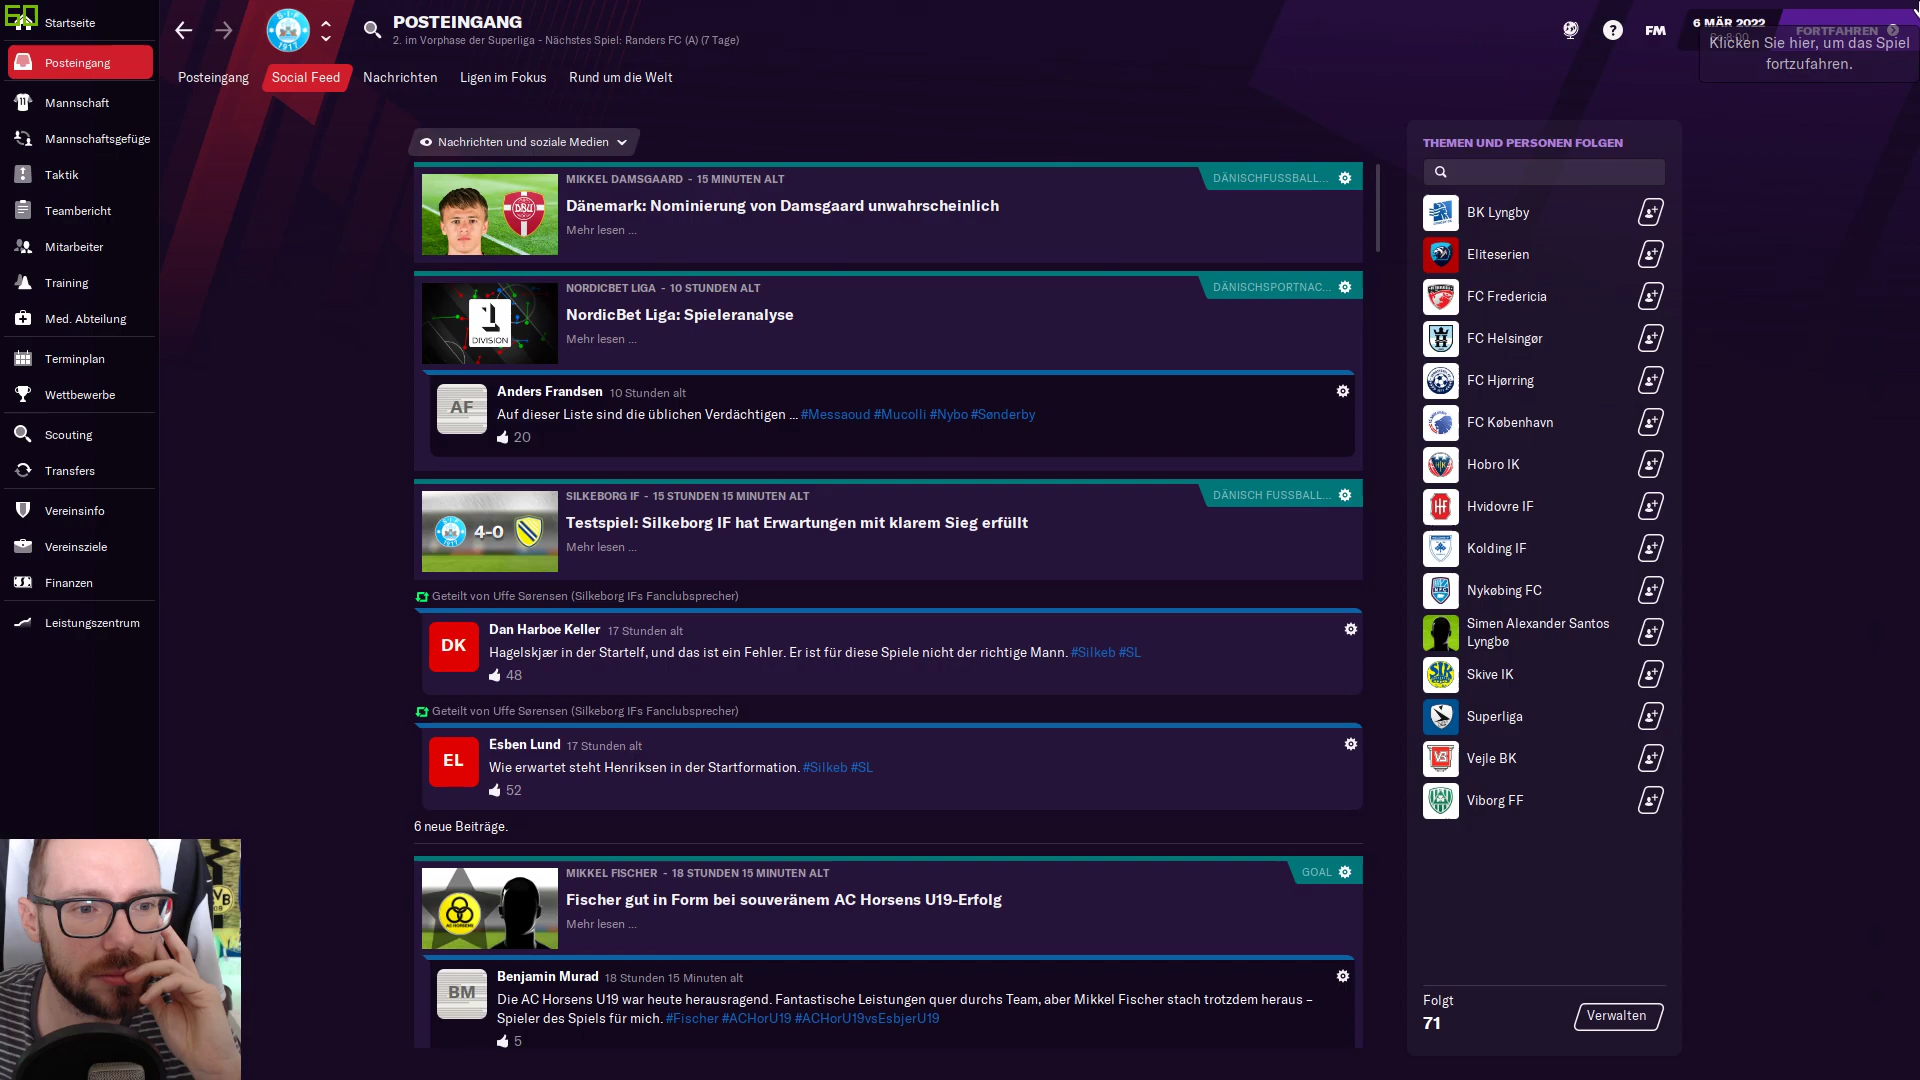 60
Startseite
Posteingang
Mannschaft
Mannschaftsgefüge
Taktik
Teambericht
Mitarbeiter
Training
Med. Abteilung
Terminplan
Wettbewerbe
Scouting
Transfers
Vereinsinfo
Vereinsziele
Finanzen
Leistungszentrum
POSTEINGANG
2. im Vorphase der Superliga - Nächstes Spiel: Randers FC (A) (7 Tage)
Posteingang Social Feed Nachrichten Ligen im Fokus Rund um die Welt
FM
6 MÄR 2022
FORTFAHREN
Klicken Sie hier, um das Spiel
fortzufahren.
Nachrichten und soziale Medien
MIKKEL DAMSGAARD - 15 MINUTEN ALT
DÄNISCHFUSSBALL...
Dänemark: Nominierung von Damsgaard unwahrscheinlich
Mehr lesen ...
NORDICBET LIGA - 10 STUNDEN ALT
DÄNISCHSPORTNAC...
1
DIVISION
NordicBet Liga: Spieleranalyse
Mehr lesen ...
AF
Anders Frandsen 10 Stunden alt
Auf dieser Liste sind die üblichen Verdächtigen ... #Messaoud #Mucolli #Nybo #Sønderby
20
SILKEBORG IF - 15 STUNDEN 15 MINUTEN ALT
DÄNISCH FUSSBALL...
4-0
Testspiel: Silkeborg IF hat Erwartungen mit klarem Sieg erfüllt
Mehr lesen ...
Geteilt von Uffe Sørensen (Silkeborg IFs Fanclubsprecher)
DK
Dan Harboe Keller 17 Stunden alt
Hagelskjær in der Startelf, und das ist ein Fehler. Er ist für diese Spiele nicht der richtige Mann. #Silkeb #SL
48
Geteilt von Uffe Sørensen (Silkeborg IFs Fanclubsprecher)
EL
Esben Lund 17 Stunden alt
Wie erwartet steht Henriksen in der Startformation. #Silkeb #SL
52
6 neue Beiträge.
MIKKEL FISCHER - 18 STUNDEN 15 MINUTEN ALT
GOAL
AC HORSENS
Fischer gut in Form bei souveränem AC Horsens U19-Erfolg
Mehr lesen ...
BM
Benjamin Murad 18 Stunden 15 Minuten alt
Die AC Horsens U19 war heute herausragend. Fantastische Leistungen quer durchs Team, aber Mikkel Fischer stach trotzdem heraus –
Spieler des Spiels für mich. #Fischer #ACHorU19 #ACHorU19vsEsbjerU19
5
THEMEN UND PERSONEN FOLGEN
BK Lyngby
Eliteserien
FC Fredericia
FC Helsingør
FC Hjørring
FC København
Hobro IK
Hvidovre IF
Kolding IF
Nykøbing FC
Simen Alexander Santos
Lyngbø
Skive IK
Superliga
Vejle BK
Viborg FF
Folgt
71
Verwalten